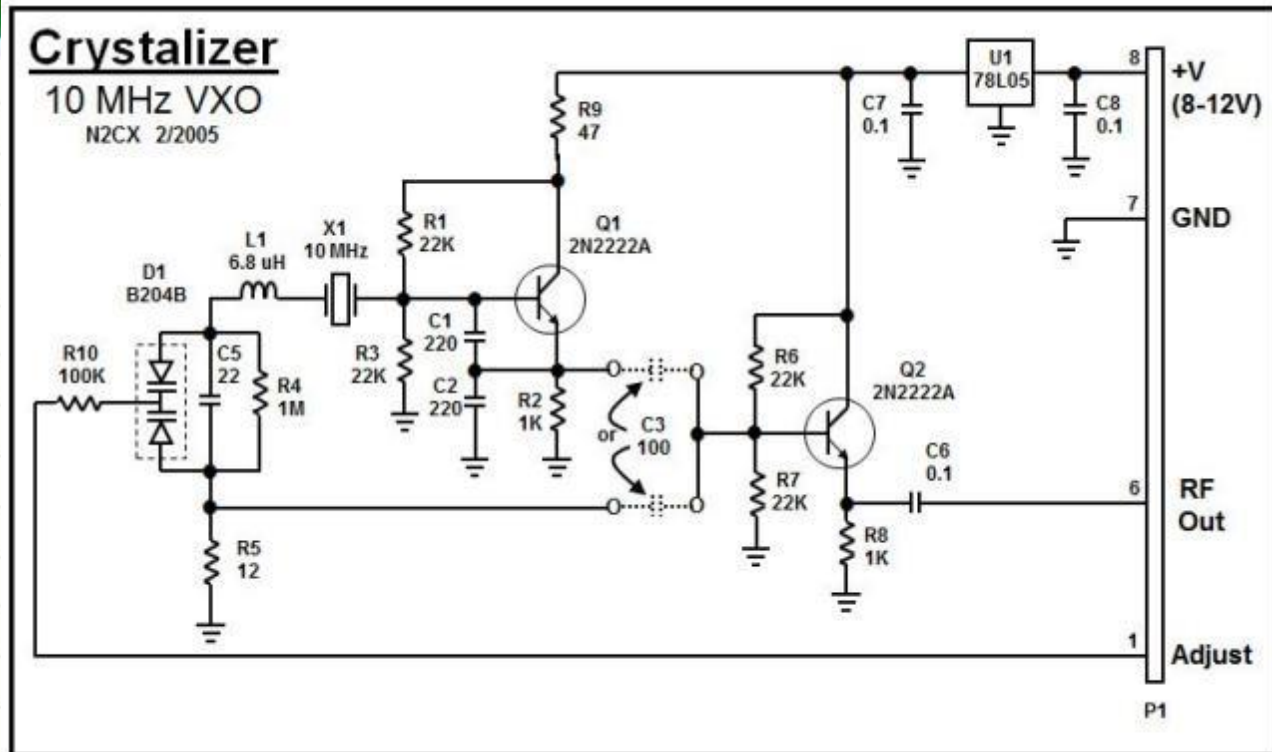 Crystalizer
10 MHz VXO
N2CX 2/2005
R9
47
U1
78L05
C7
0.1
C8
0.1
8
+V
(8-12V)
7
GND
R1
22K
Q1
2N2222A
L1
6.8 uH
X1
10 MHz
D1
B204B
R10
100K
C5
22
R4
1M
R3
22K
C1
220
C2
220
R2
1K
or
C3
100
R6
22K
Q2
2N2222A
R7
22K
C6
0.1
6
RF
Out
R8
1K
R5
12
1
Adjust
P1